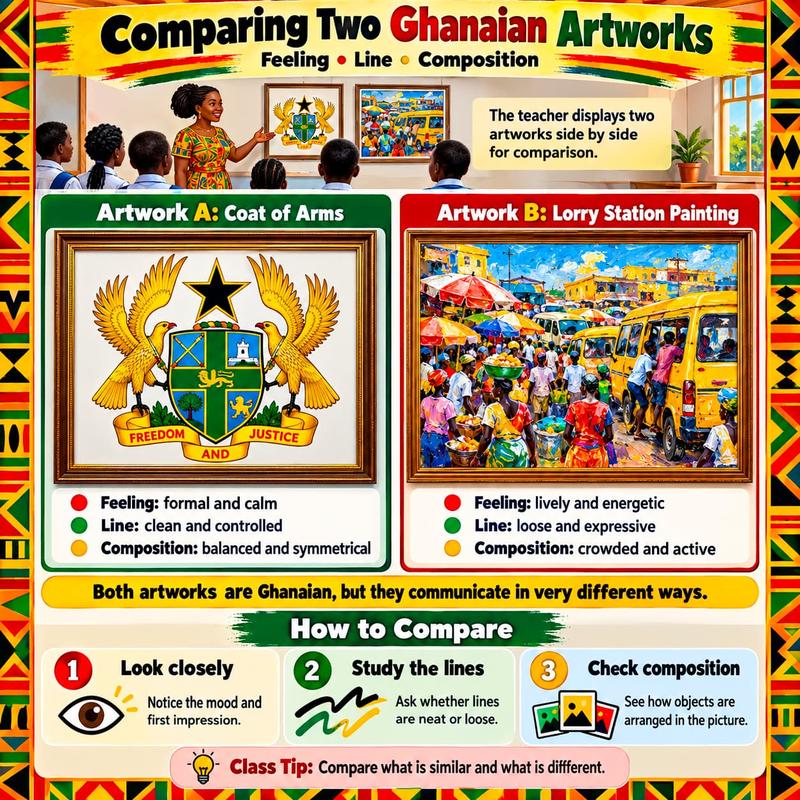 Comparing Two Ghanaian Artworks
Feeling • Line • Composition
The teacher displays two
artworks side by side
for comparison.
Artwork A: Coat of Arms
FREEDOM
AND
JUSTICE
Feeling: formal and calm
Line: clean and controlled
Composition: balanced and symmetrical
Artwork B: Lorry Station Painting
Feeling: lively and energetic
Line: loose and expressive
Composition: crowded and active
Both artworks are Ghanaian, but they communicate in very different ways.
How to Compare
1 Look closely
Notice the mood and
first impression.
2 Study the lines
Ask whether lines
are neat or loose.
3 Check composition
See how objects are
arranged in the picture.
Class Tip: Compare what is similar and what is different.